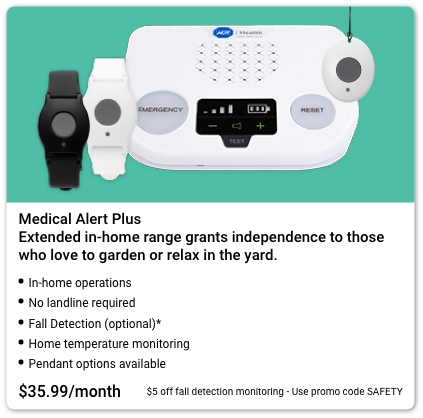 ADT Health
EMERGENCY
RESET
TEST
Medical Alert Plus
Extended in-home range grants independence to those
who love to garden or relax in the yard.
In-home operations
No landline required
Fall Detection (optional)*
Home temperature monitoring
Pendant options available
$35.99/month
$5 off fall detection monitoring - Use promo code SAFETY